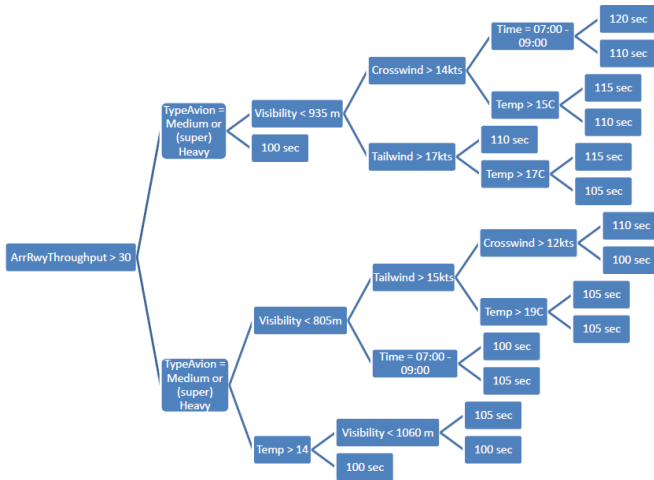 120 sec
Time = 07:00 -
09:00
110 sec
Crosswind > 14kts
115 sec
TypeAvion =
Medium or
(super)
Heavy
Visibility < 935 m
Temp > 15C
110 sec
100 sec
110 sec
Tailwind > 17kts
115 sec
Temp > 17C
105 sec
ArrRwyThroughput > 30
110 sec
Crosswind > 12kts
100 sec
Tailwind > 15kts
105 sec
Visibility < 805m
Temp > 19C
105 sec
100 sec
Time = 07:00 -
09:00
105 sec
TypeAvion =
Medium or
(super)
Heavy
105 sec
Visibility < 1060 m
Temp > 14
100 sec
100 sec